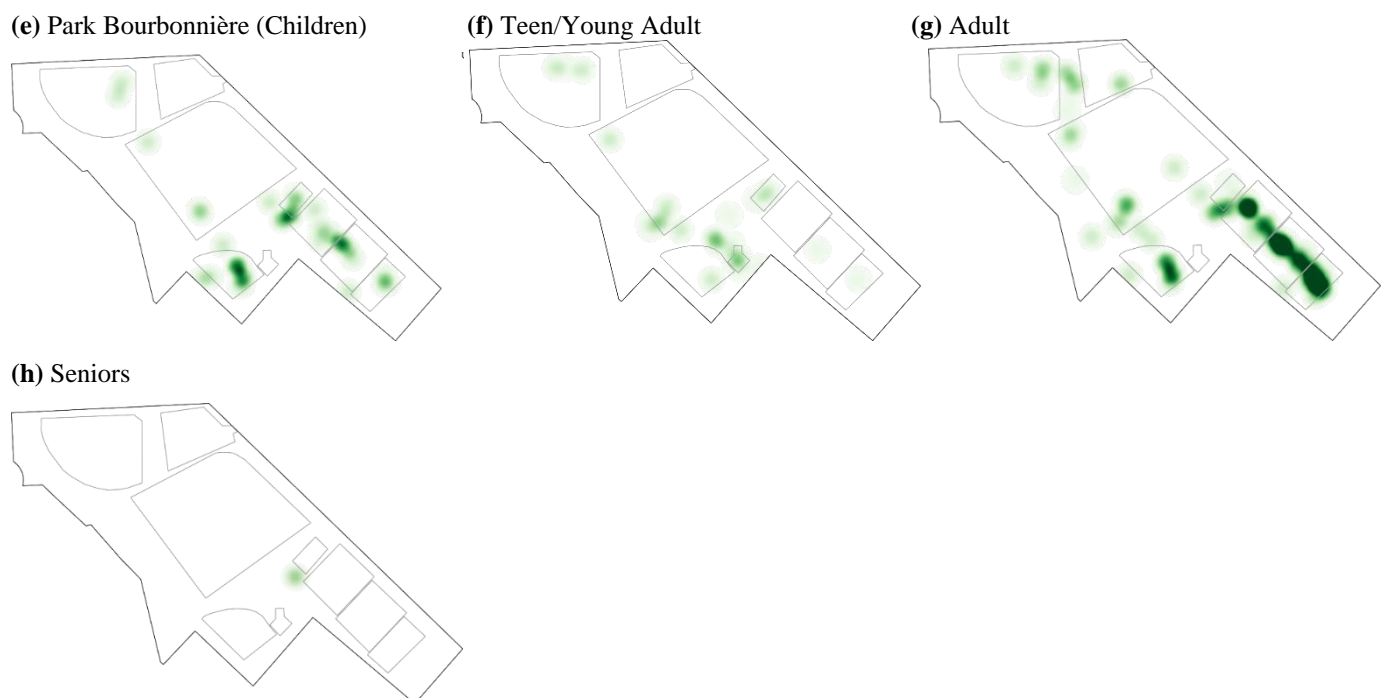 (e) Park Bourbonnière (Children)
(f) Teen/Young Adult
(g) Adult
(h) Seniors